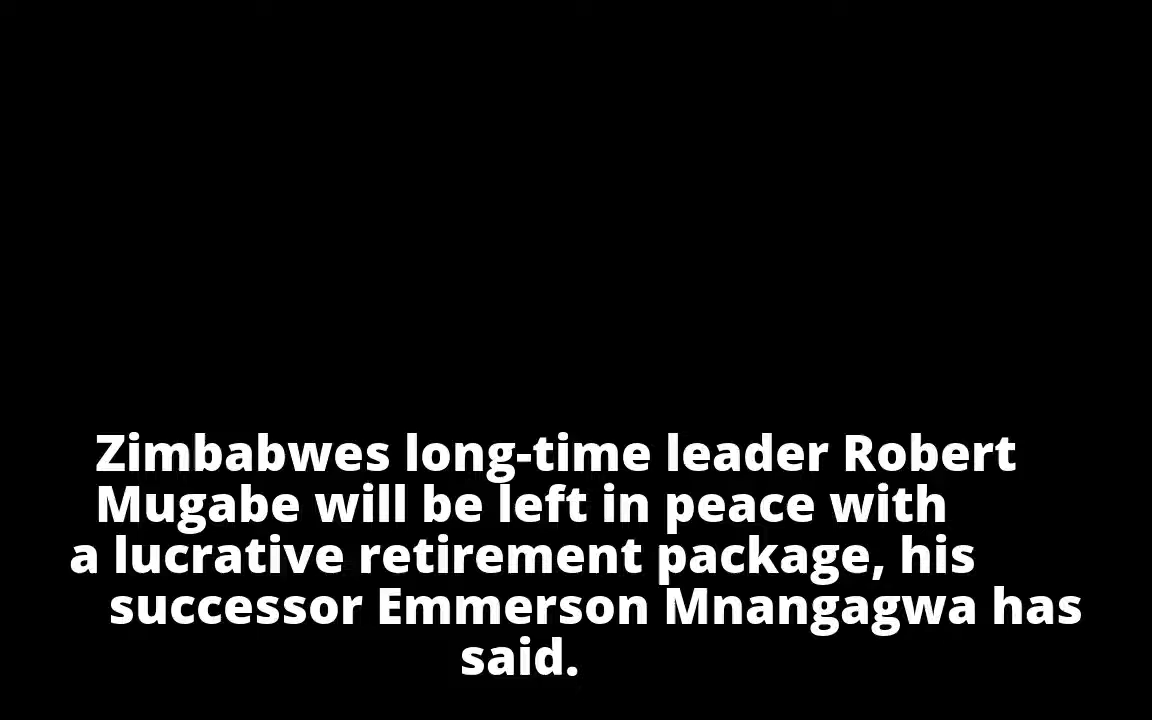 Zimbabwes long-time leader Robert
Mugabe will be left in peace with
a lucrative retirement package, his
successor Emmerson Mnangagwa has
said.